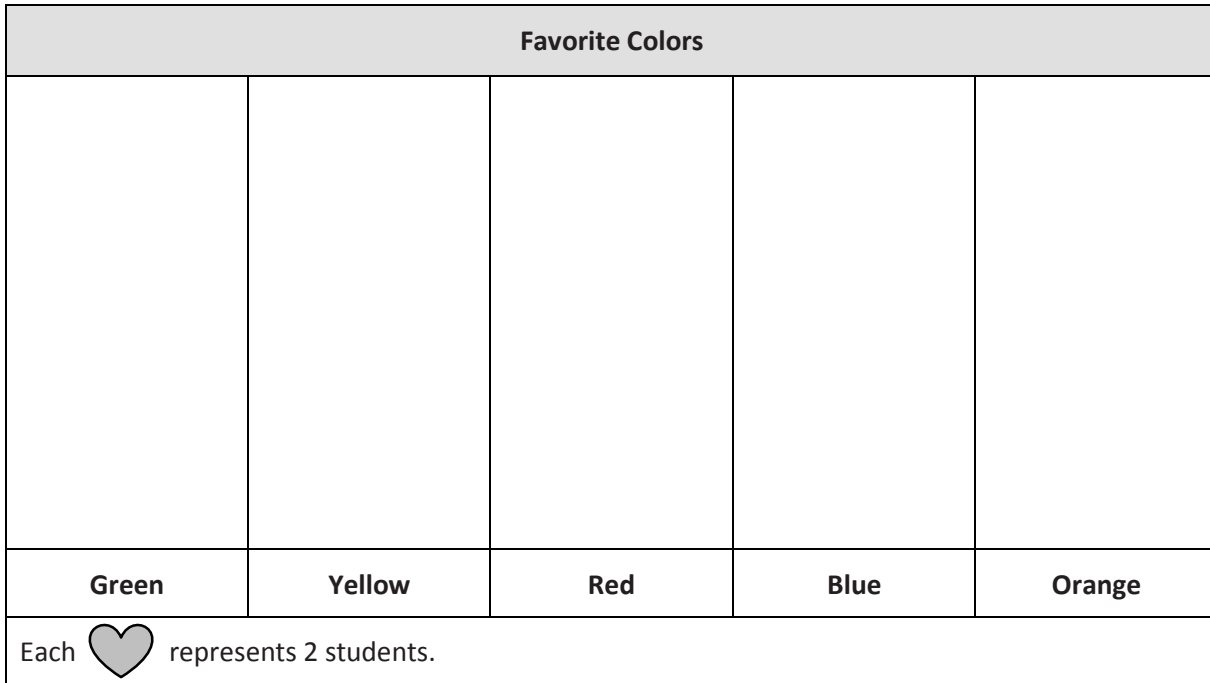 Favorite Colors
Green Yellow Red Blue Orange
Each represents 2 students.